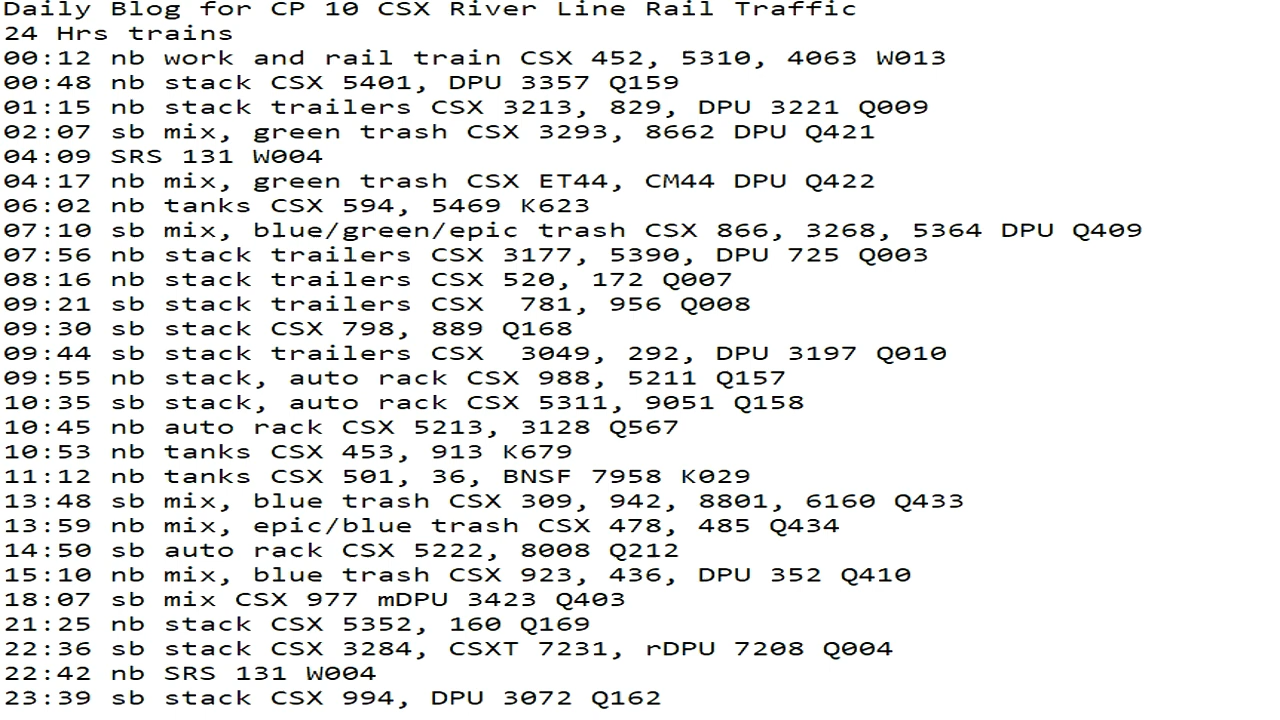 Daily Blog for CP 10 CSX River Line Rail Traffic
24 Hrs trains
00:12 nb work and rail train CSX 452, 5310, 4063 W013
00:48 nb stack CSX 5401, DPU 3357 Q159
01:15 nb stack trailers CSX 3213, 829, DPU 3221 Q009
02:07 sb mix, green trash CSX 3293, 8662 DPU Q421
04:09 SRS 131 W004
04:17 nb mix, green trash CSX ET44, CM44 DPU Q422
06:02 nb tanks CSX 594, 5469 K623
07:10 sb mix, blue/green/epic trash CSX 866, 3268, 5364 DPU Q409
07:56 nb stack trailers CSX 3177, 5390, DPU 725 Q003
08:16 nb stack trailers CSX 520, 172 Q007
09:21 sb stack trailers CSX  781, 956 Q008
09:30 sb stack CSX 798, 889 Q168
09:44 sb stack trailers CSX  3049, 292, DPU 3197 Q010
09:55 nb stack, auto rack CSX 988, 5211 Q157
10:35 sb stack, auto rack CSX 5311, 9051 Q158
10:45 nb auto rack CSX 5213, 3128 Q567
10:53 nb tanks CSX 453, 913 K679
11:12 nb tanks CSX 501, 36, BNSF 7958 K029
13:48 sb mix, blue trash CSX 309, 942, 8801, 6160 Q433
13:59 nb mix, epic/blue trash CSX 478, 485 Q434
14:50 sb auto rack CSX 5222, 8008 Q212
15:10 nb mix, blue trash CSX 923, 436, DPU 352 Q410
18:07 sb mix CSX 977 mDPU 3423 Q403
21:25 nb stack CSX 5352, 160 Q169
22:36 sb stack CSX 3284, CSXT 7231, rDPU 7208 Q004
22:42 nb SRS 131 W004
23:39 sb stack CSX 994, DPU 3072 Q162